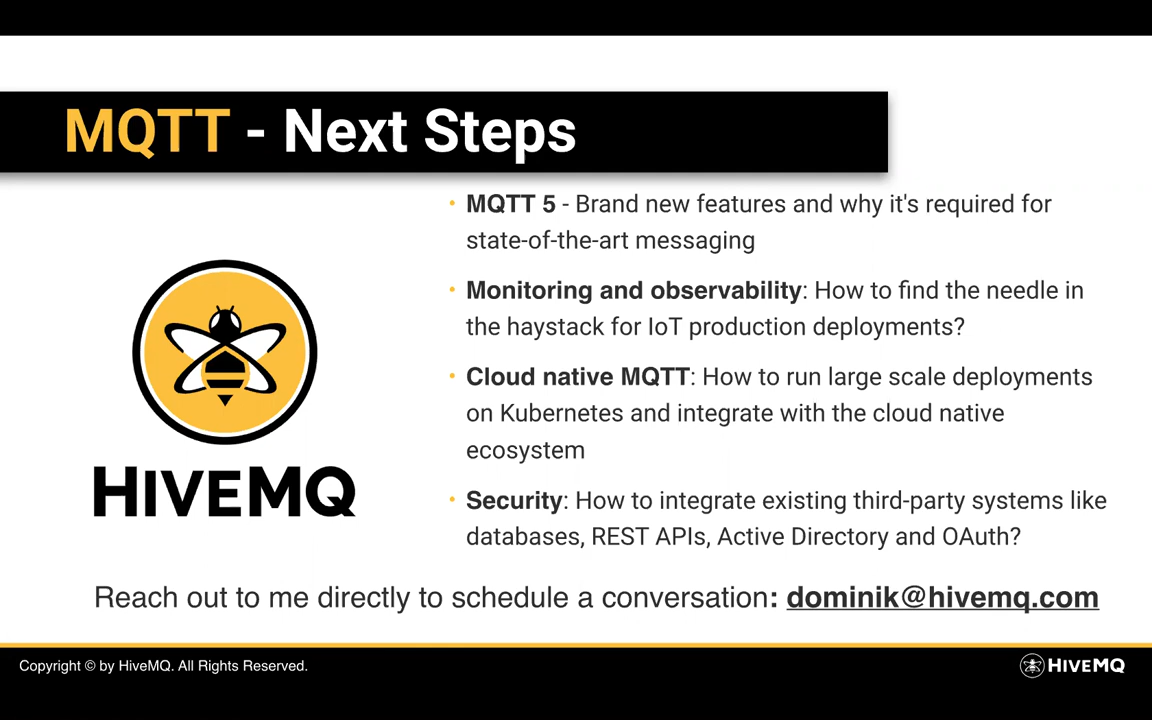 MQTT - Next Steps
• MQTT 5 - Brand new features and why it's required for
state-of-the-art messaging
• Monitoring and observability: How to find the needle in
the haystack for IoT production deployments?
• Cloud native MQTT: How to run large scale deployments
on Kubernetes and integrate with the cloud native
ecosystem
• Security: How to integrate existing third-party systems like
databases, REST APIs, Active Directory and OAuth?
HIVEMQ
Reach out to me directly to schedule a conversation: dominik@hivemq.com
Copyright © by HiveMQ. All Rights Reserved.
HIVEMQ